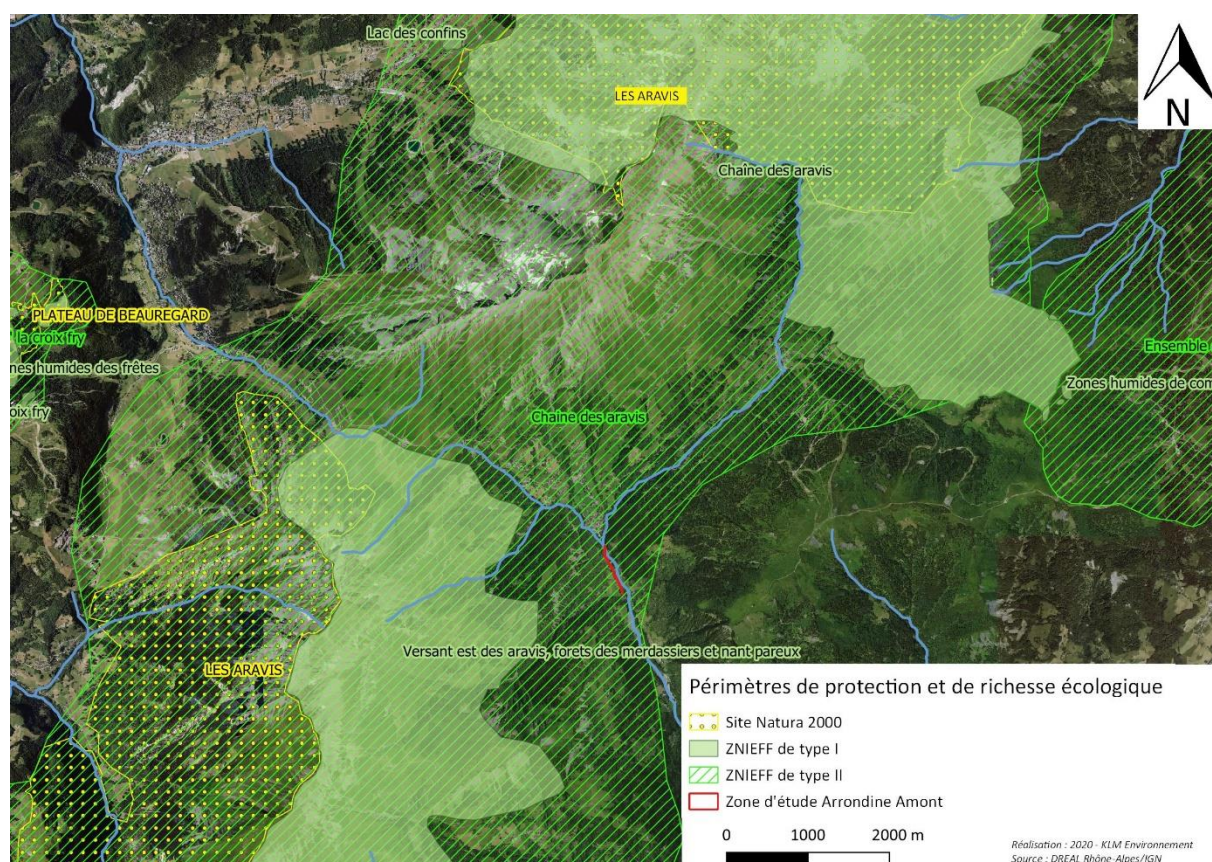 Lac des confins
N
LES ARAVIS
Chaîne des aravis
PLATEAU DE BEAUREGARD
la croix fry
nes humides des frêtes
Ensemble
Zones humides de com
oix fry
Chaîne des aravis
Versant est des aravis, forets des merdassiers et nant pareux
LES ARAVIS
Périmètres de protection et de richesse écologique
Site Natura 2000
ZNIEFF de type I
ZNIEFF de type II
Zone d'étude Arrondine Amont
0 1000 2000 m
Réalisation : 2020 - KLM Environnement
Source : DREAL Rhône-Alpes/IGN